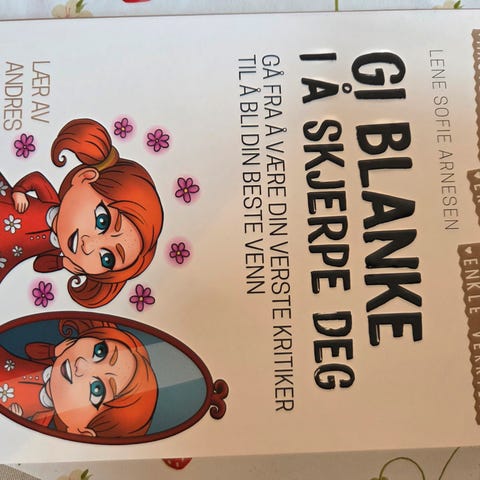 LENE SOFIE ARNESEN
GI BLANKE
I Å SKJERPE DEG
GÅ FRA Å VÆRE DIN VERSTE KRITIKER
TIL Å BLI DIN BESTE VENN
LÆR AV
ANDRES
ENKLE